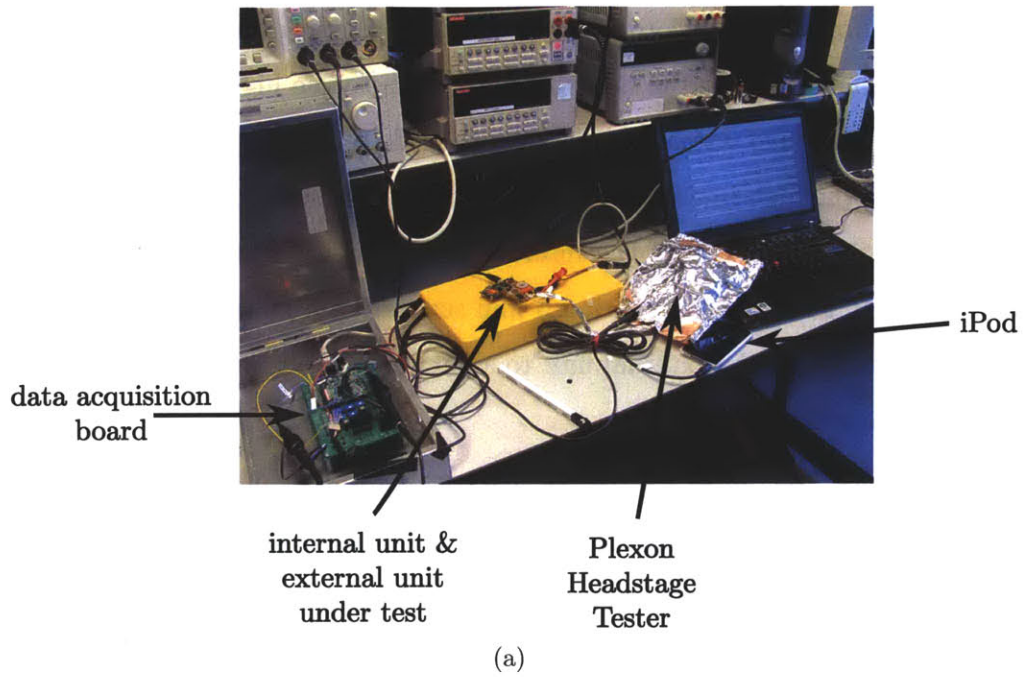 iPod
data acquisition
board
internal unit &
external unit
under test
Plexon
Headstage
Tester
(a)